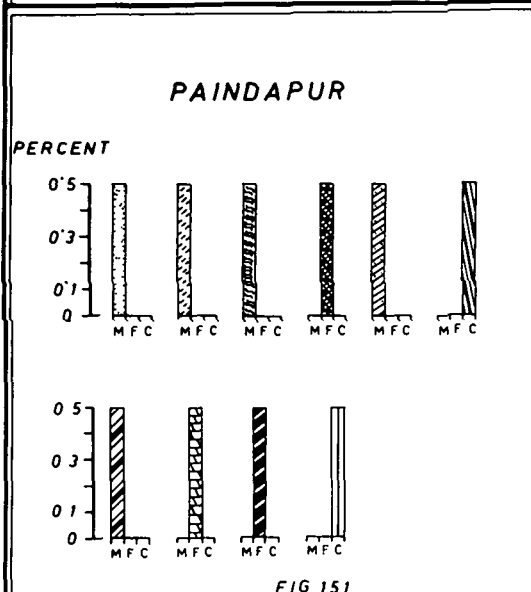 PAINDAPUR
PERCENT
0·5
0·3
0·1
0
M F C M F C M F C M F C M F C M F C
0 5
0 3
0 1
0
M F C M F C M F C M F C
FIG 151